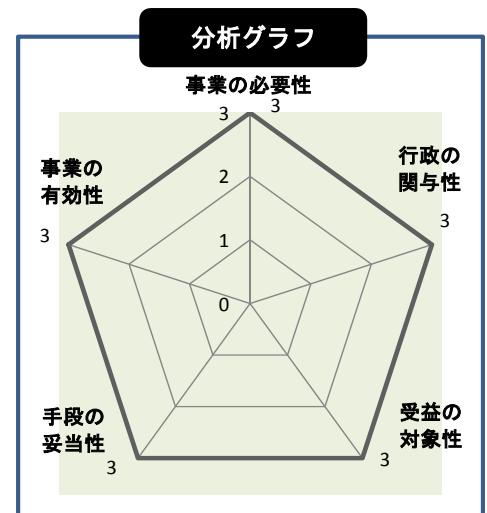 分析グラフ
事業の必要性
3
3
行政の
関与性
3
事業の
有効性
3
2
1
0
受益の
対象性
3
手段の
妥当性
3